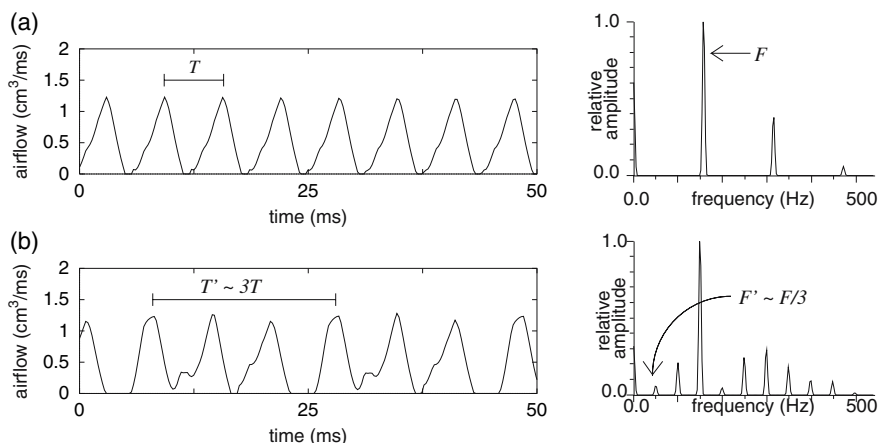 (a)
airflow (cm³/ms)
2
1.5
1
0.5
0
T
0
25
50
time (ms)
relative
amplitude
1.0
0.0
F
0.0
frequency (Hz)
500
(b)
airflow (cm³/ms)
2
1.5
1
0.5
0
T' ~ 3T
0
25
50
time (ms)
relative
amplitude
1.0
0.0
F' ~ F/3
0.0
frequency (Hz)
500